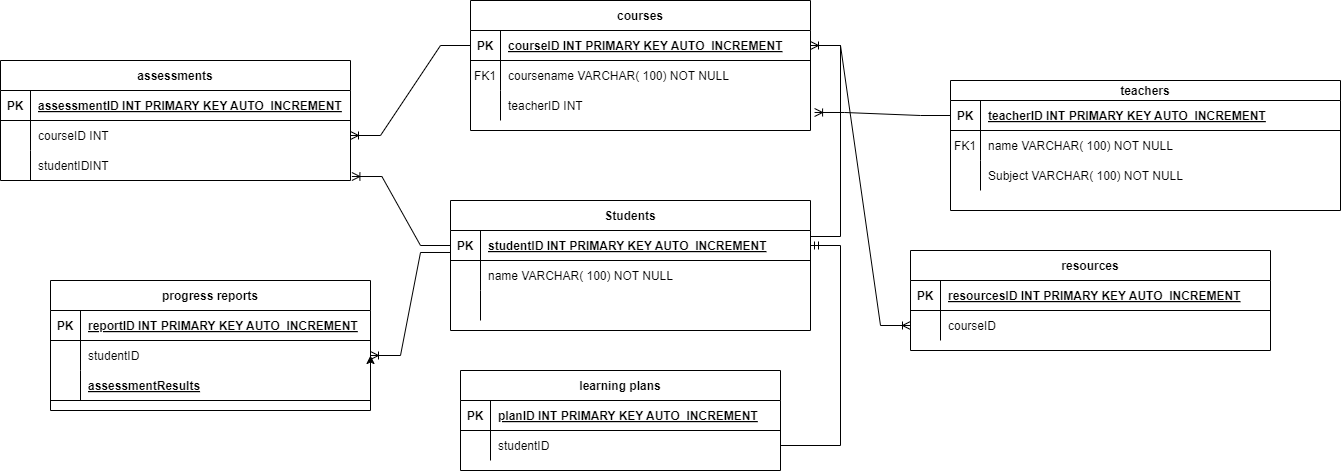 courses
PK
courseID INT PRIMARY KEY AUTO_INCREMENT
FK1
coursename VARCHAR( 100) NOT NULL
teacherID INT
assessments
PK
assessmentID INT PRIMARY KEY AUTO_INCREMENT
courseID INT
studentIDINT
teachers
PK
teacherID INT PRIMARY KEY AUTO_INCREMENT
FK1
name VARCHAR( 100) NOT NULL
Subject VARCHAR( 100) NOT NULL
Students
PK
studentID INT PRIMARY KEY AUTO_INCREMENT
name VARCHAR( 100) NOT NULL
resources
PK
resourcesID INT PRIMARY KEY AUTO_INCREMENT
courseID
progress reports
PK
reportID INT PRIMARY KEY AUTO_INCREMENT
studentID
assessmentResults
learning plans
PK
planID INT PRIMARY KEY AUTO_INCREMENT
studentID